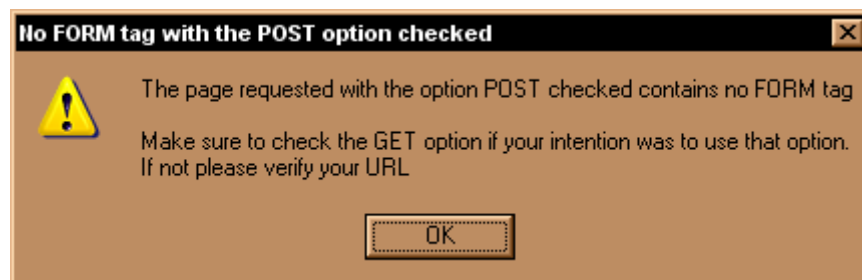 No FORM tag with the POST option checked
The page requested with the option POST checked contains no FORM tag
Make sure to check the GET option if your intention was to use that option.
If not please verify your URL
OK